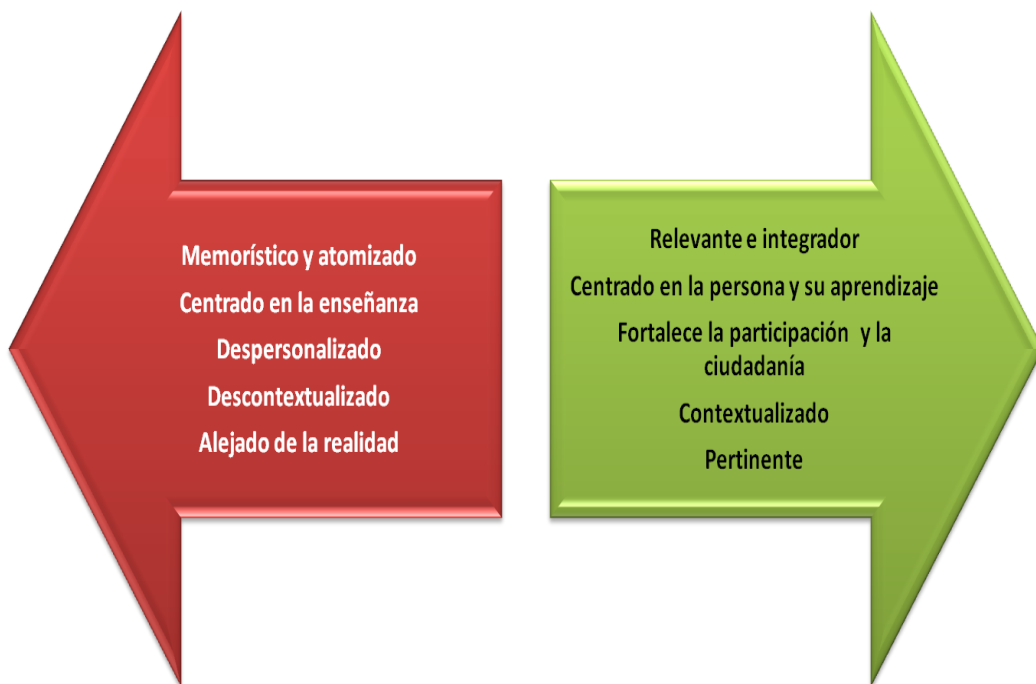 Memorístico y atomizado
Centrado en la enseñanza
Despersonalizado
Descontextualizado
Alejado de la realidad
Relevante e integrador
Centrado en la persona y su aprendizaje
Fortalece la participación y la
ciudadanía
Contextualizado
Pertinente